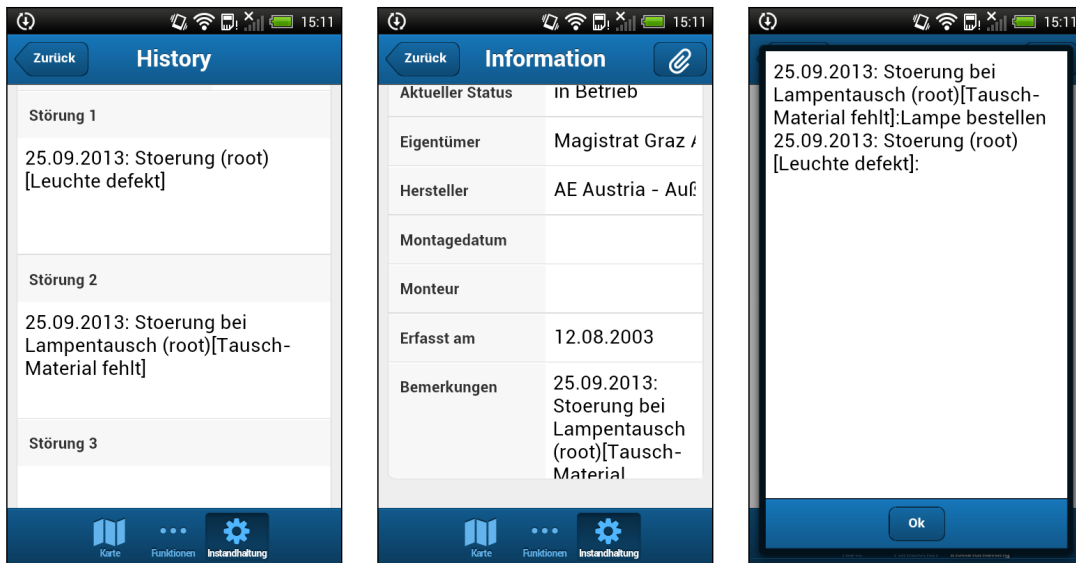 15:11
Zurück
History
Störung 1
25.09.2013: Stoerung (root)
[Leuchte defekt]
Störung 2
25.09.2013: Stoerung bei
Lampentausch (root)[Tausch-
Material fehlt]
Störung 3
Karte Funktionen Instandhaltung
15:11
Zurück
Information
Aktueller Status in Betrieb
Eigentümer Magistrat Graz
Hersteller AE Austria - Auß
Montagedatum
Monteur
Erfasst am 12.08.2003
Bemerkungen 25.09.2013:
Stoerung bei
Lampentausch
(root)[Tausch-
Material
Karte Funktionen Instandhaltung
15:11
25.09.2013: Stoerung bei
Lampentausch (root)[Tausch-
Material fehlt]:Lampe bestellen
25.09.2013: Stoerung (root)
[Leuchte defekt]:
Ok